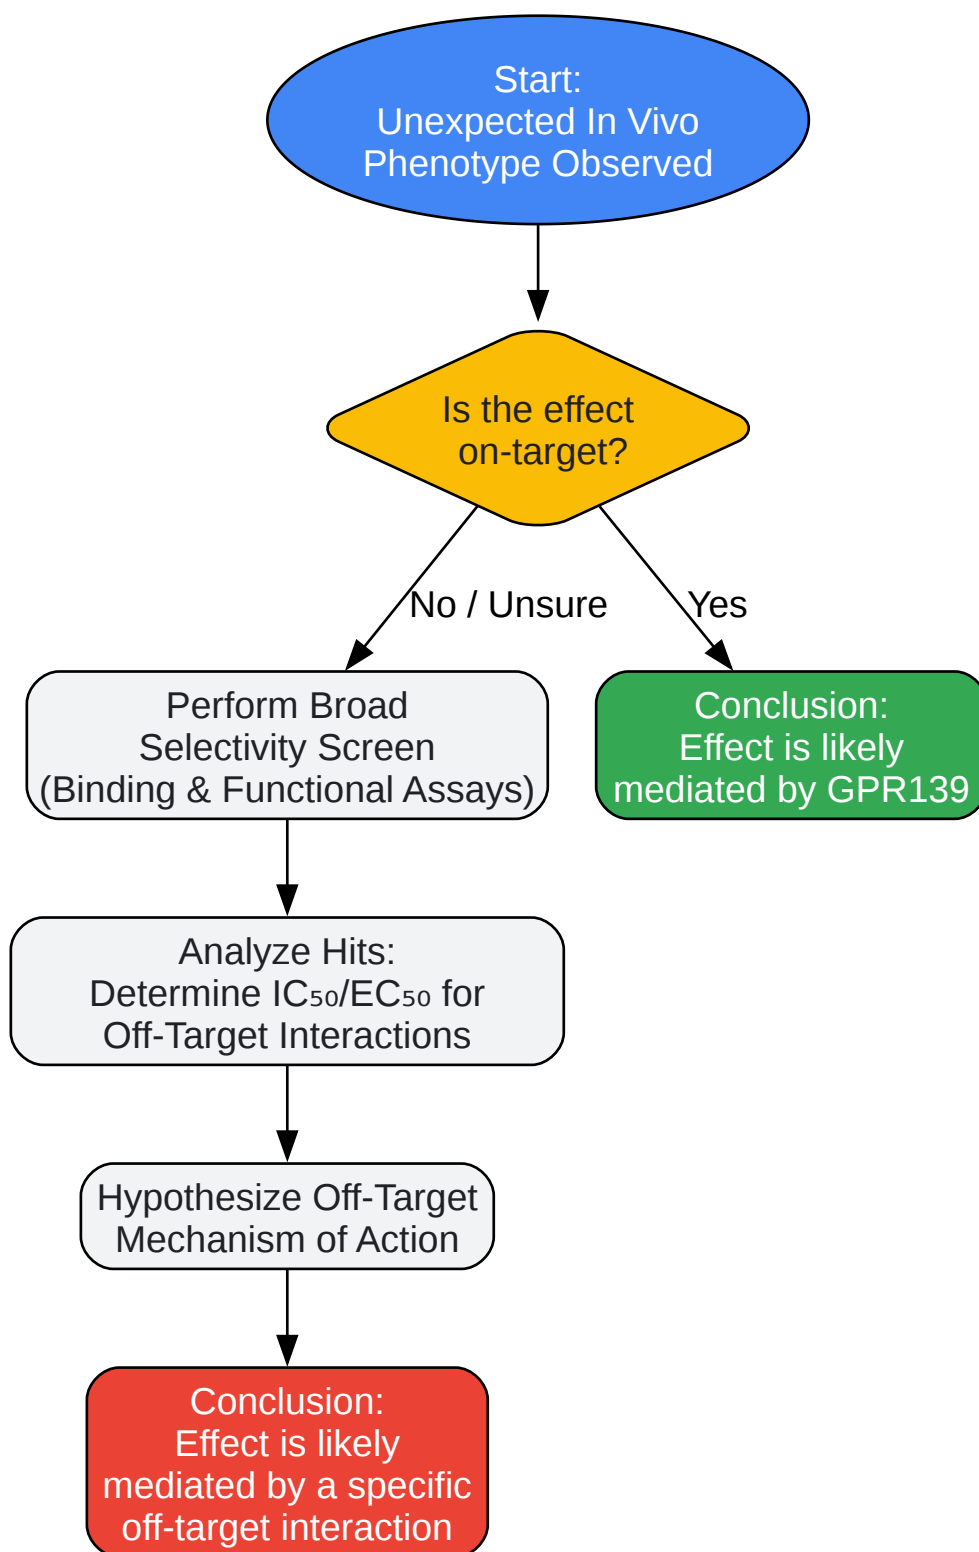 Start:
Unexpected In Vivo
Phenotype Observed
Is the effect
on-target?
No / Unsure
Yes
Perform Broad
Selectivity Screen
(Binding & Functional Assays)
Conclusion:
Effect is likely
mediated by GPR139
Analyze Hits:
Determine IC₅₀/EC₅₀ for
Off-Target Interactions
Hypothesize Off-Target
Mechanism of Action
Conclusion:
Effect is likely
mediated by a specific
off-target interaction